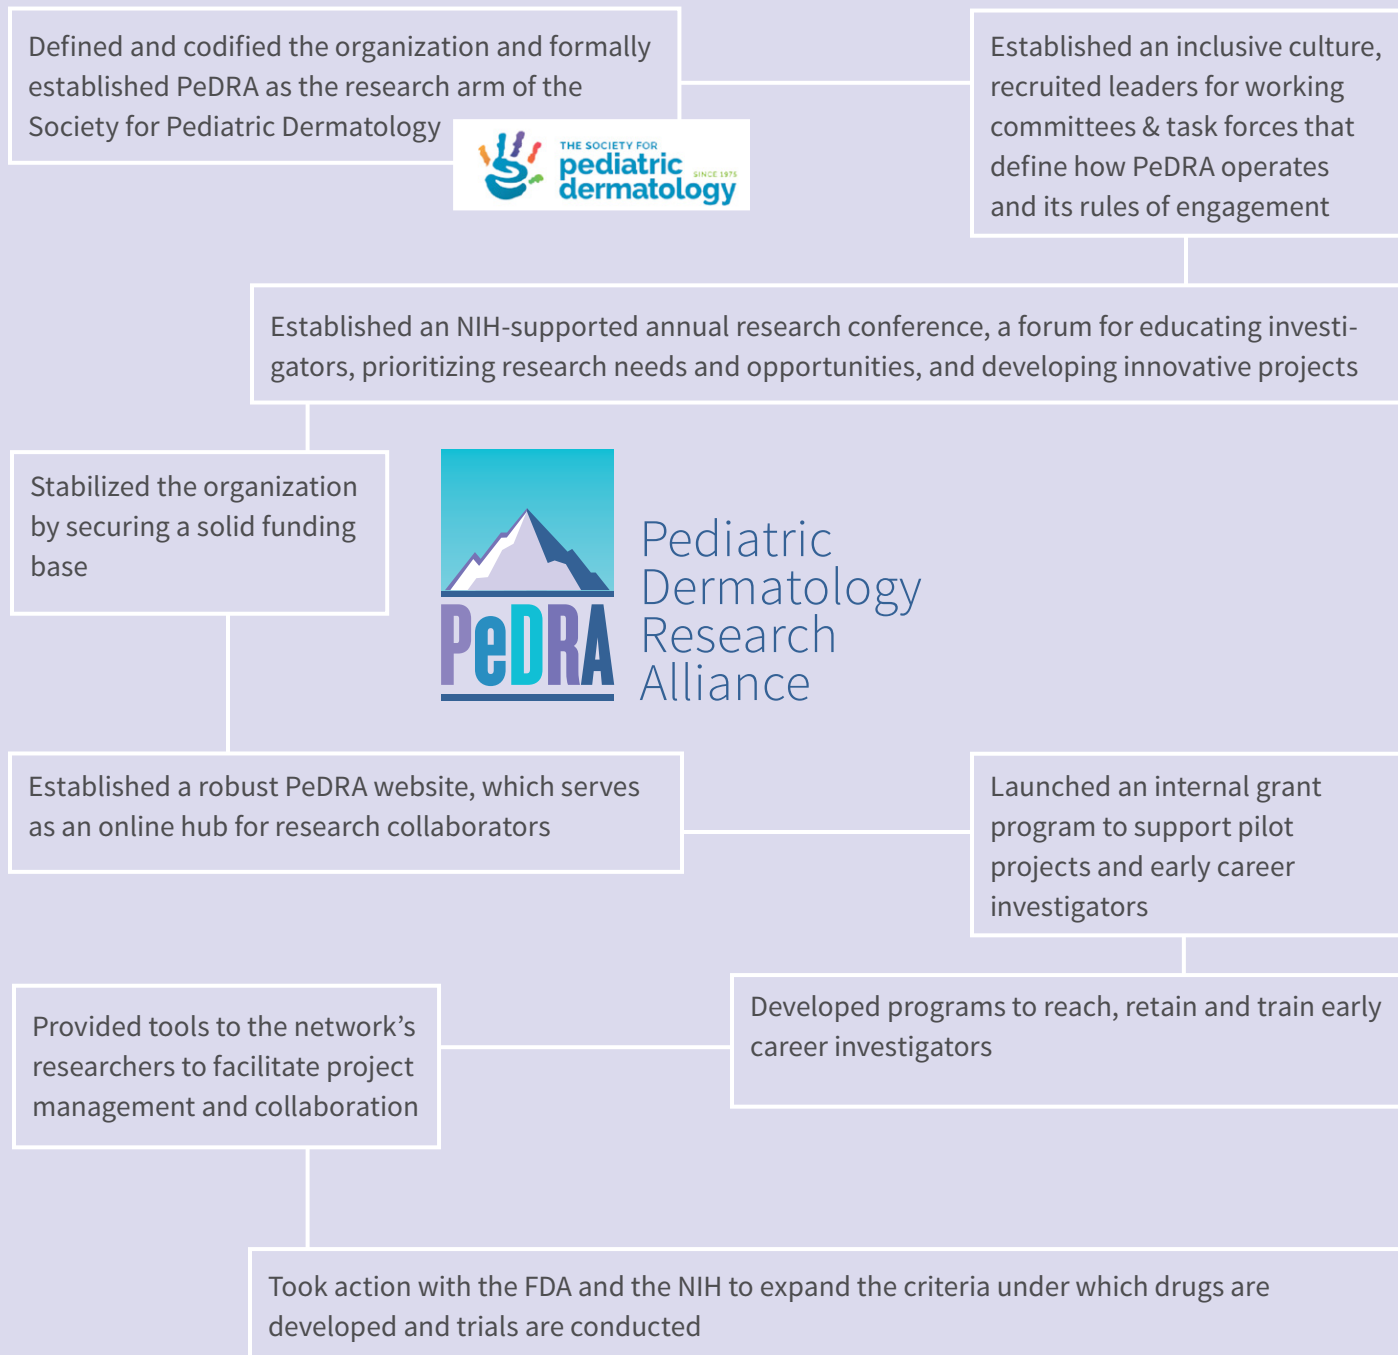 Defined and codified the organization and formally
established PeDRA as the research arm of the
Society for Pediatric Dermatology
THE SOCIETY FOR
pediatric
dermatology
SINCE 1975
Established an inclusive culture,
recruited leaders for working
committees & task forces that
define how PeDRA operates
and its rules of engagement
Established an NIH-supported annual research conference, a forum for educating investi-
gators, prioritizing research needs and opportunities, and developing innovative projects
Stabilized the organization
by securing a solid funding
base
PeDRA
Pediatric
Dermatology
Research
Alliance
Established a robust PeDRA website, which serves
as an online hub for research collaborators
Launched an internal grant
program to support pilot
projects and early career
investigators
Developed programs to reach, retain and train early
career investigators
Provided tools to the network’s
researchers to facilitate project
management and collaboration
Took action with the FDA and the NIH to expand the criteria under which drugs are
developed and trials are conducted